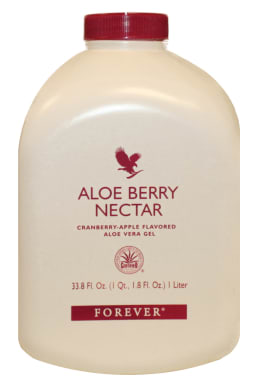 ALOE BERRY
NECTAR
CRANBERRY-APPLE FLAVORED
ALOE VERA GEL
33.8 Fl. Oz. (1 Qt., 1.8 Fl. Oz.) 1 Liter
FOREVER®